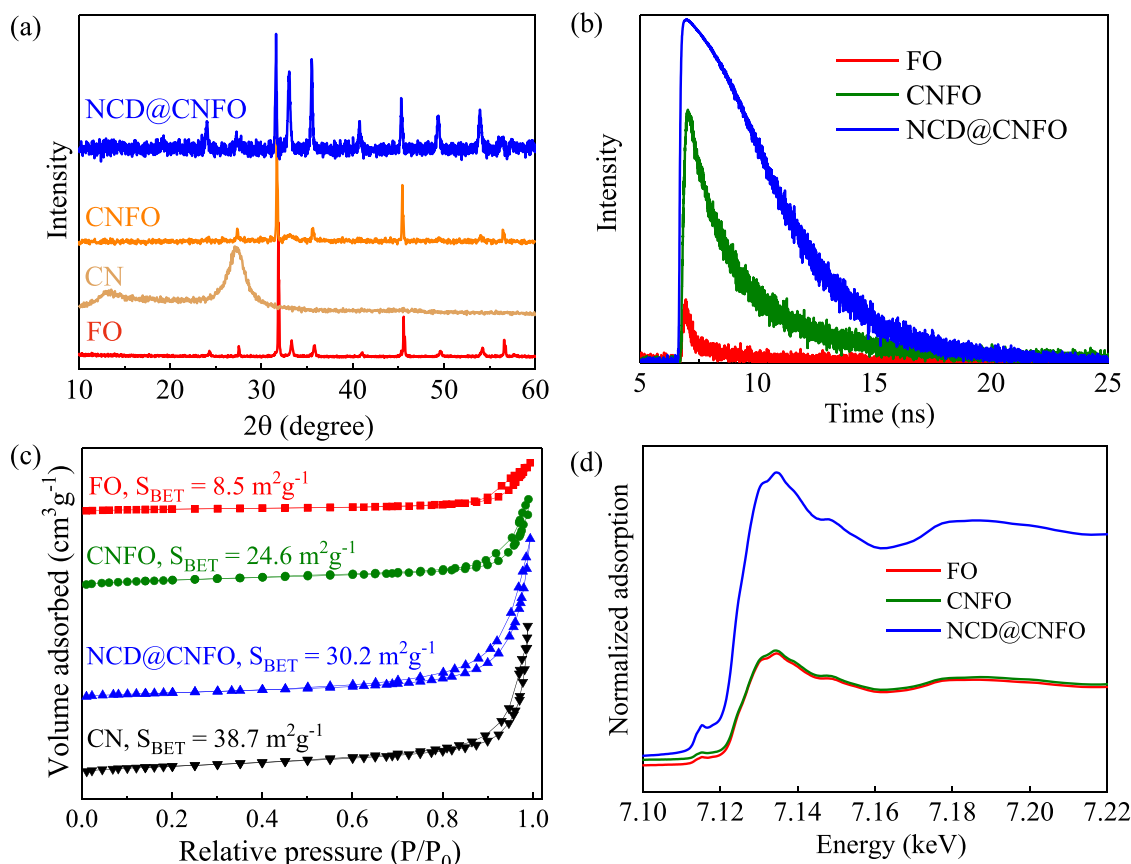 (a)
NCD@CNFO
CNFO
CN
FO
Intensity
10 20 30 40 50 60
2θ (degree)
(b)
FO
CNFO
NCD@CNFO
Intensity
5 10 15 20 25
Time (ns)
(c)
FO, S_BET = 8.5 m²g⁻¹
CNFO, S_BET = 24.6 m²g⁻¹
NCD@CNFO, S_BET = 30.2 m²g⁻¹
CN, S_BET = 38.7 m²g⁻¹
Volume adsorbed (cm³g⁻¹)
0.0 0.2 0.4 0.6 0.8 1.0
Relative pressure (P/P₀)
(d)
FO
CNFO
NCD@CNFO
Normalized adsorption
7.10 7.12 7.14 7.16 7.18 7.20 7.22
Energy (keV)